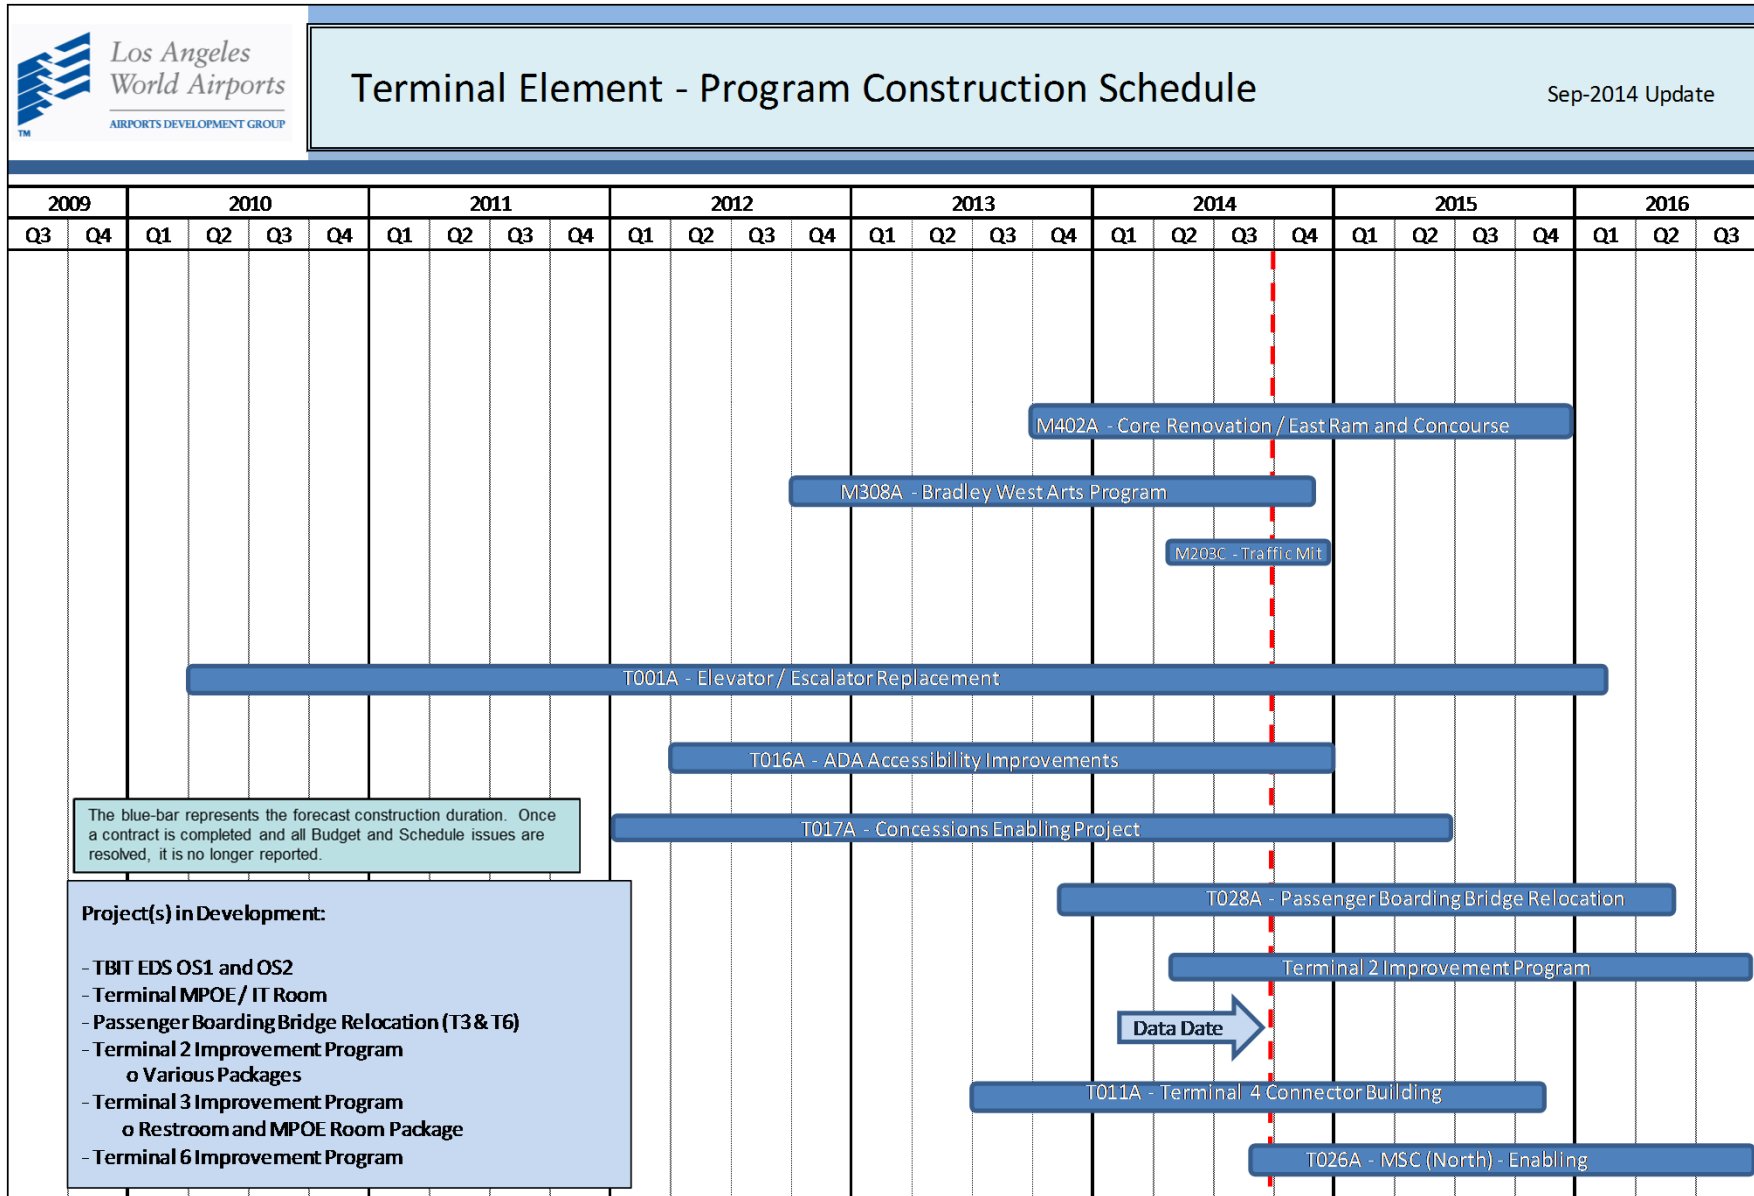 Los Angeles
World Airports
AIRPORTS DEVELOPMENT GROUP
TM
Terminal Element - Program Construction Schedule
Sep-2014 Update
2009 2010 2011 2012 2013 2014 2015 2016
Q3 Q4 Q1 Q2 Q3 Q4 Q1 Q2 Q3 Q4 Q1 Q2 Q3 Q4 Q1 Q2 Q3 Q4 Q1 Q2 Q3 Q4 Q1 Q2 Q3 Q4 Q1 Q2 Q3
M402A - Core Renovation / East Ram and Concourse
M308A - Bradley West Arts Program
M203C - Traffic Mit
T001A - Elevator / Escalator Replacement
T016A - ADA Accessibility Improvements
The blue-bar represents the forecast construction duration. Once
a contract is completed and all Budget and Schedule issues are
resolved, it is no longer reported.
T017A - Concessions Enabling Project
T028A - Passenger Boarding Bridge Relocation
Terminal 2 Improvement Program
Data Date
T011A - Terminal 4 Connector Building
T026A - MSC (North) - Enabling
Project(s) in Development:
- TBIT EDS OS1 and OS2
- Terminal MPOE / IT Room
- Passenger Boarding Bridge Relocation (T3 & T6)
- Terminal 2 Improvement Program
o Various Packages
- Terminal 3 Improvement Program
o Restroom and MPOE Room Package
- Terminal 6 Improvement Program